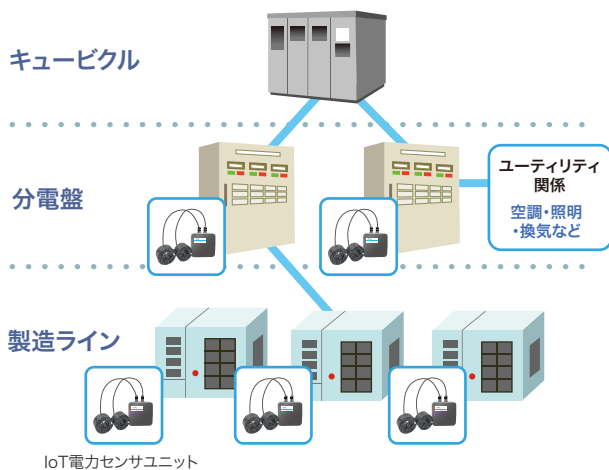 キュービクル
分電盤
ユーティリティ
関係
空調・照明
・換気など
製造ライン
IoT電力センサユニット